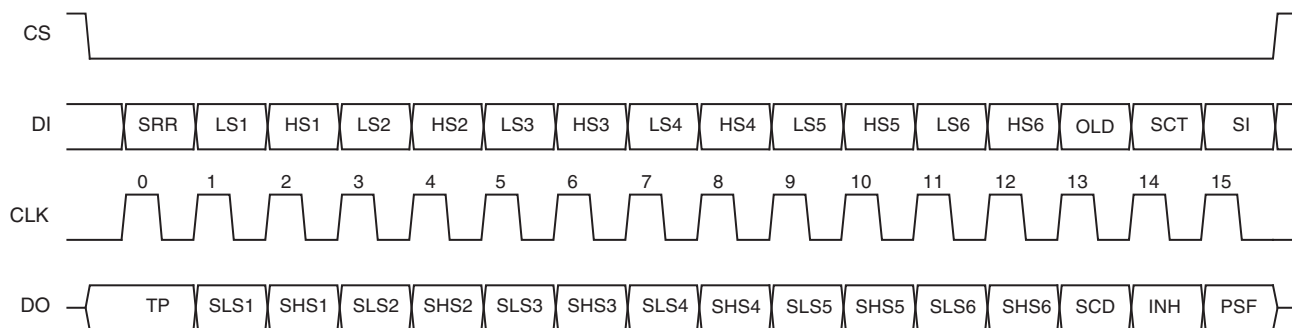 CS
DI SRR LS1 HS1 LS2 HS2 LS3 HS3 LS4 HS4 LS5 HS5 LS6 HS6 OLD SCT SI
0 1 2 3 4 5 6 7 8 9 10 11 12 13 14 15
CLK
DO TP SLS1 SHS1 SLS2 SHS2 SLS3 SHS3 SLS4 SHS4 SLS5 SHS5 SLS6 SHS6 SCD INH PSF